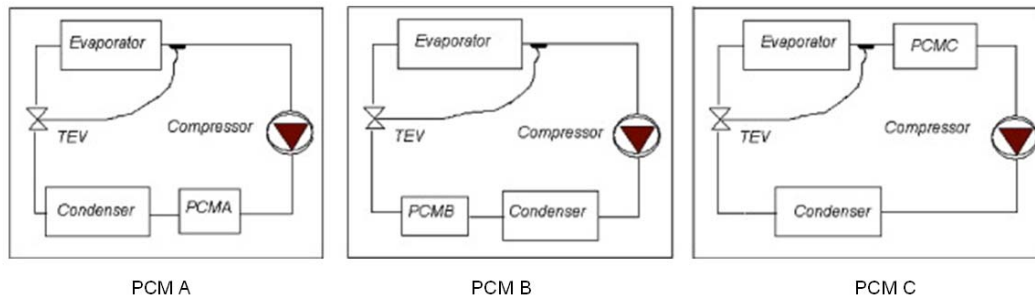 Evaporator
TEV
Compressor
Condenser
PCMA
PCM A
Evaporator
TEV
Compressor
PCMB
Condenser
PCM B
Evaporator
PCMC
TEV
Compressor
Condenser
PCM C